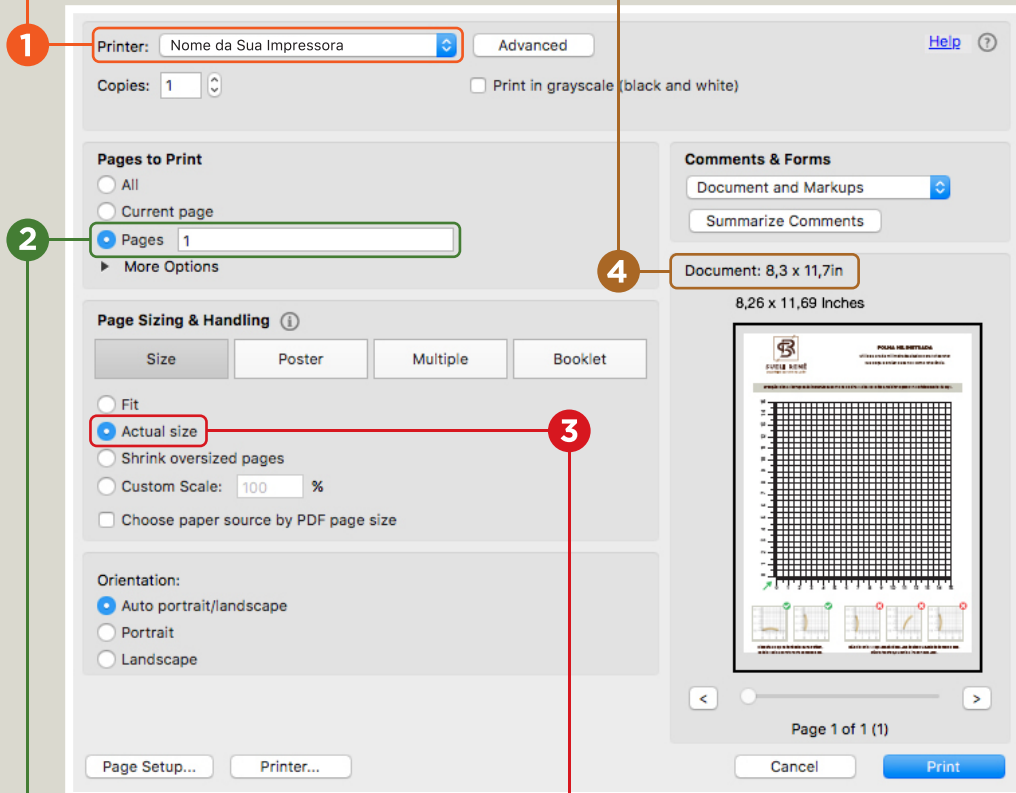 1
Printer: Nome da Sua Impressora
Advanced
Help
?
Copies: 1
Print in grayscale (black and white)
Pages to Print
All
Current page
2
Pages 1
More Options
Comments & Forms
Document and Markups
Summarize Comments
4
Document: 8,3 x 11,7in
8,26 x 11,69 Inches
Page Sizing & Handling
i
Size
Poster
Multiple
Booklet
Fit
Actual size
3
Shrink oversized pages
Custom Scale: 100 %
Choose paper source by PDF page size
Orientation:
Auto portrait/landscape
Portrait
Landscape
SUELI RENÊ
FOLHA MILIMETRADA
<
>
Page 1 of 1 (1)
Page Setup...
Printer...
Cancel
Print